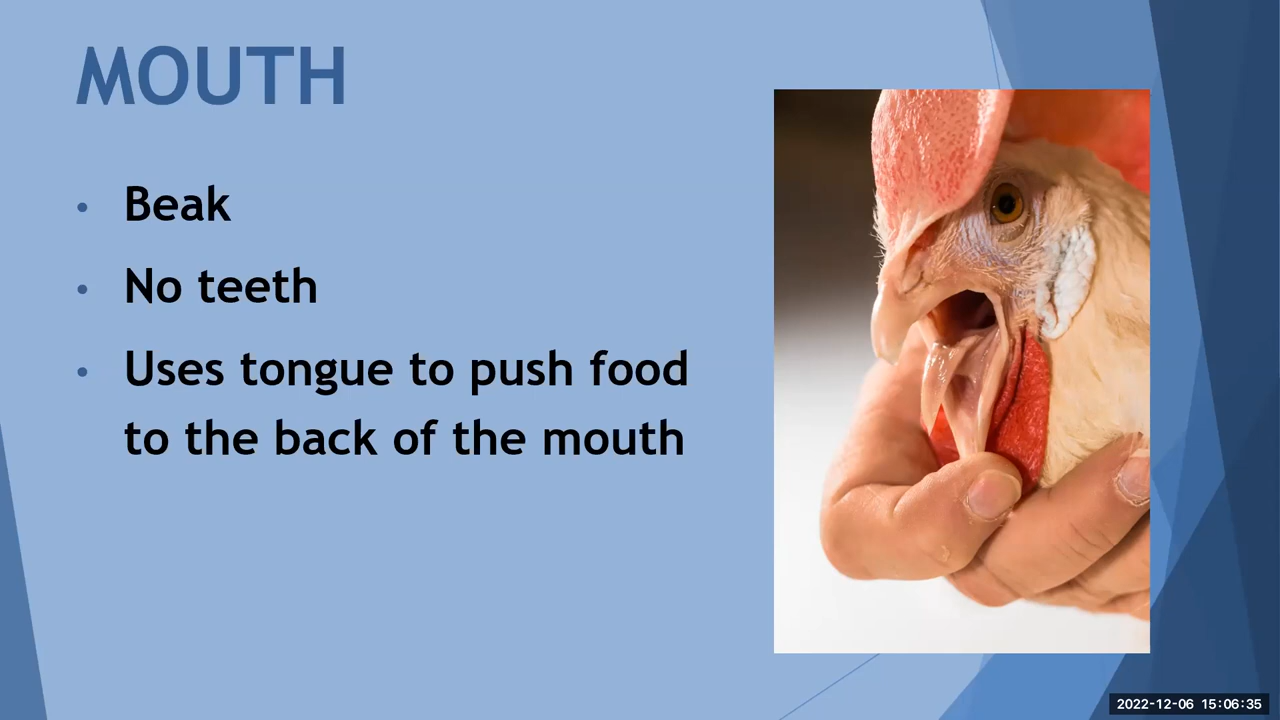 MOUTH
• Beak
• No teeth
• Uses tongue to push food
to the back of the mouth
2022-12-06 15:06:35